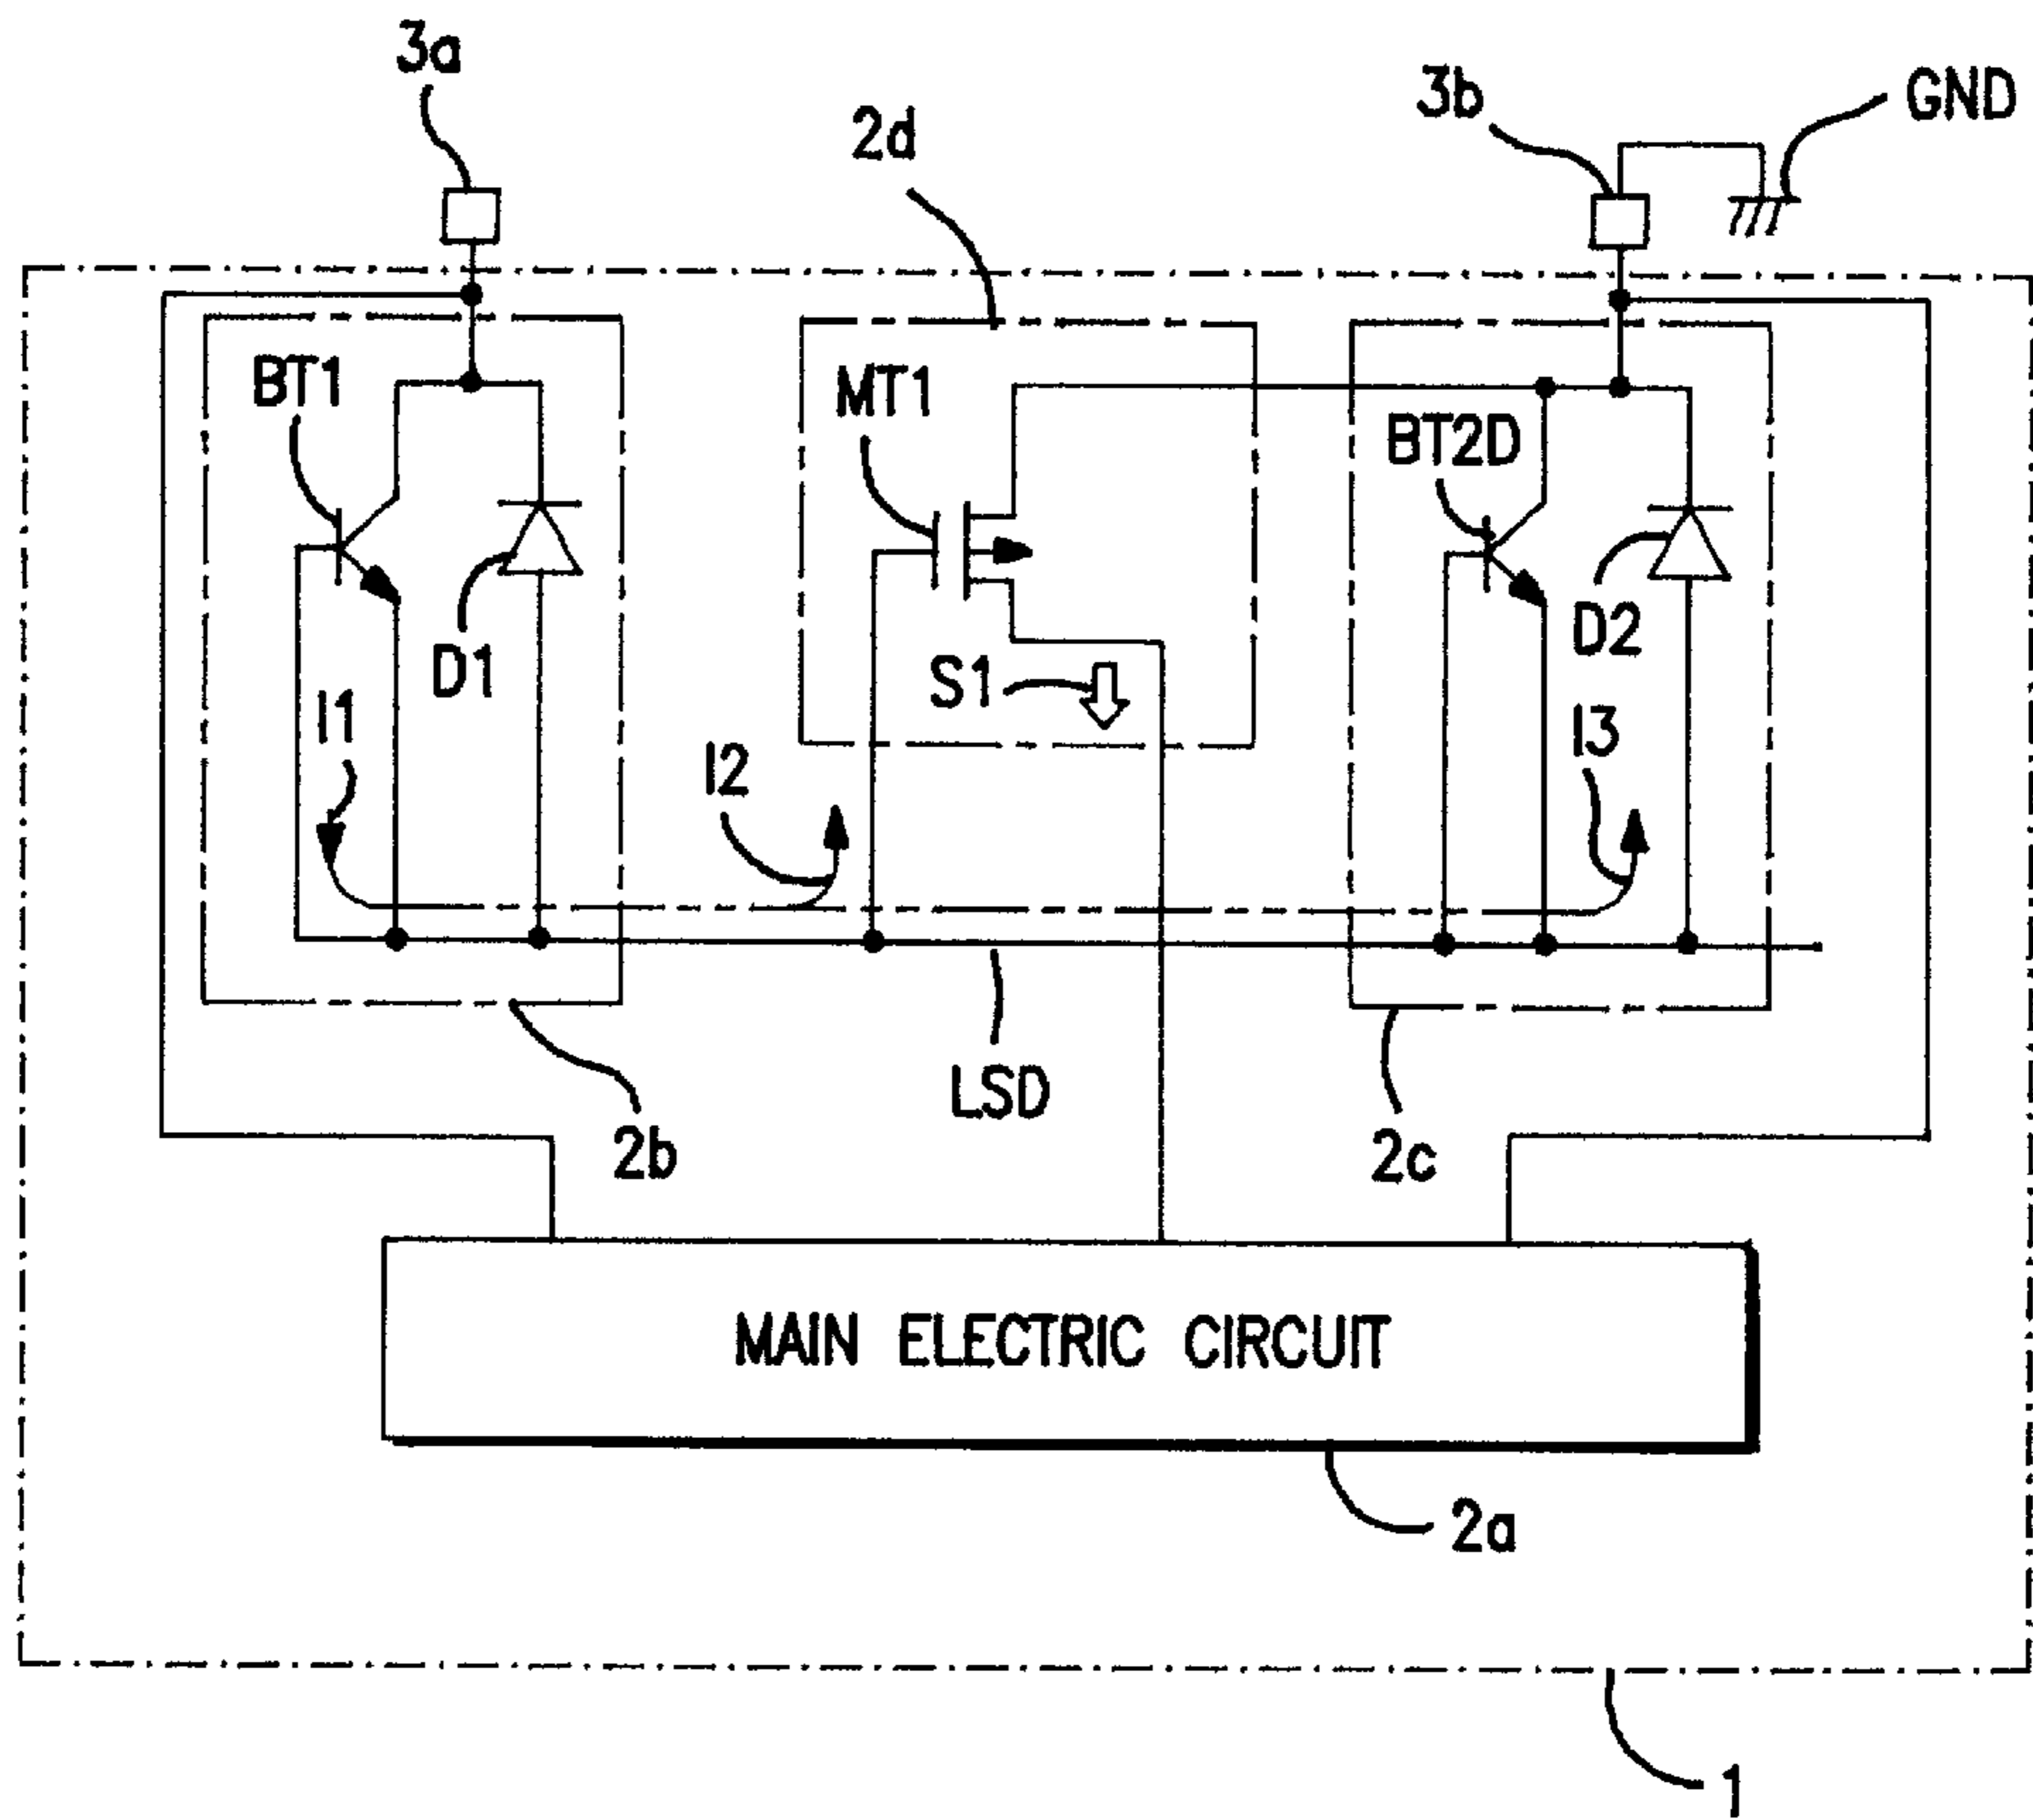 3a
2d
3b
GND
BT1
MT1
BT2D
D1
S1
D2
I1
I2
I3
LSD
2b
2c
MAIN ELECTRIC CIRCUIT
2a
1